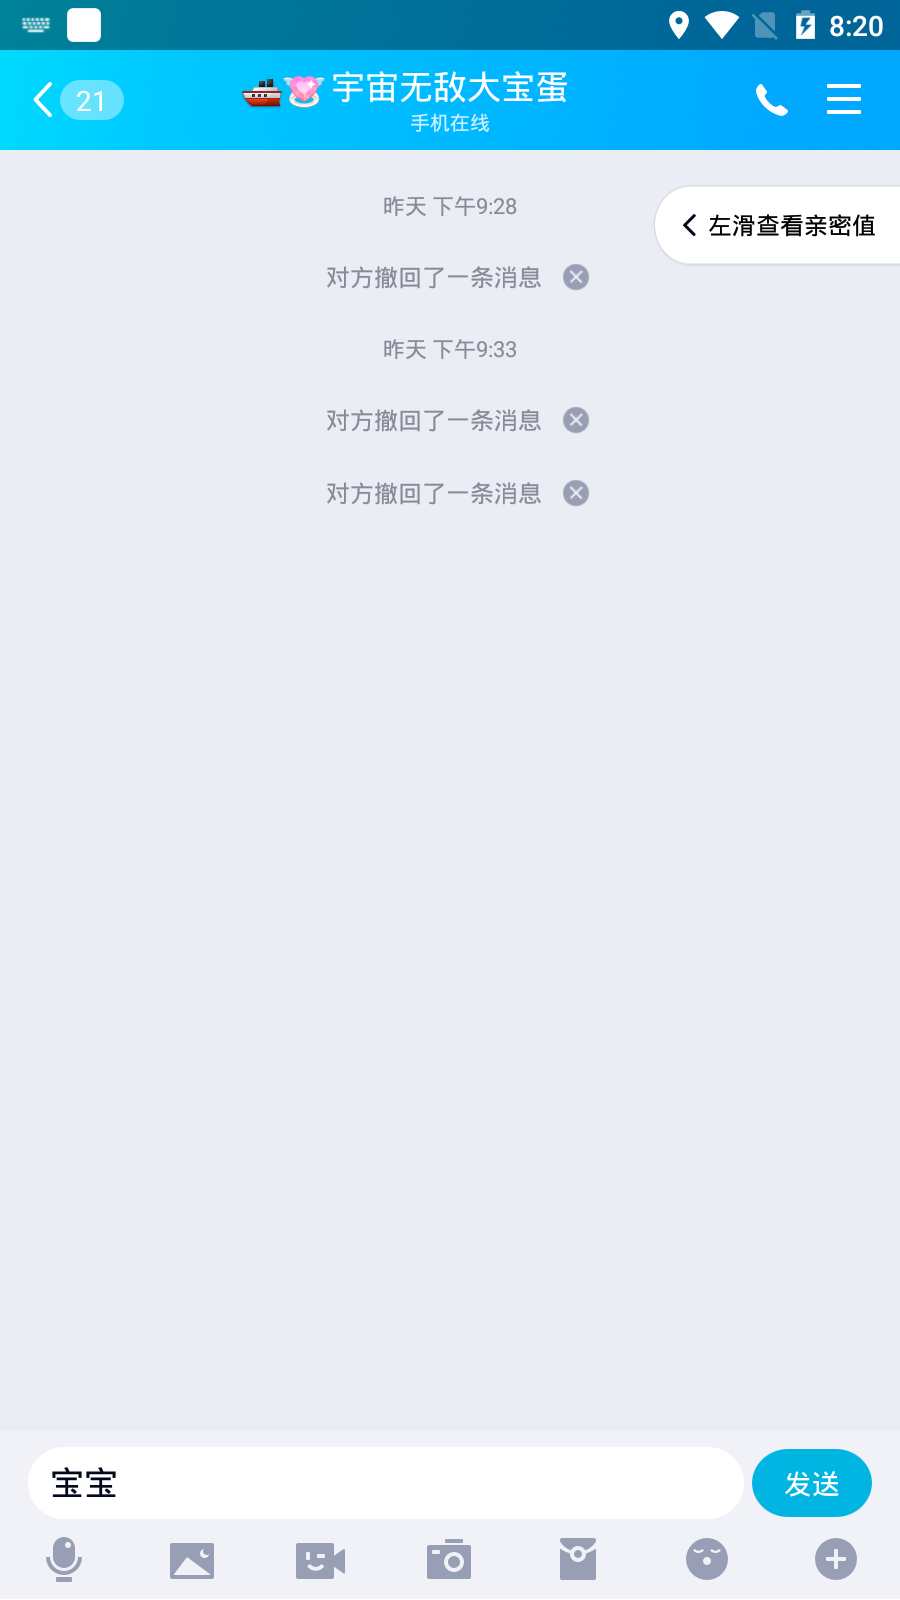 8:20
21
宇宙无敌大宝蛋
手机在线
昨天 下午9:28
左滑查看亲密值
对方撤回了一条消息
昨天 下午9:33
对方撤回了一条消息
对方撤回了一条消息
宝宝
发送